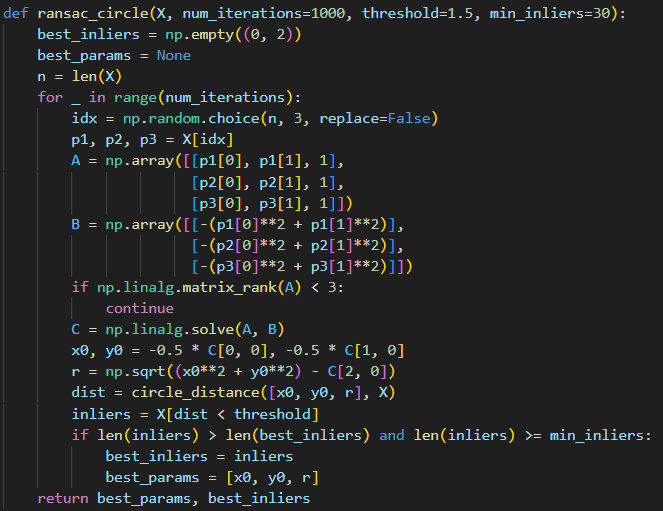 def ransac_circle(X, num_iterations=1000, threshold=1.5, min_inliers=30):
    best_inliers = np.empty((0, 2))
    best_params = None
    n = len(X)
    for _ in range(num_iterations):
        idx = np.random.choice(n, 3, replace=False)
        p1, p2, p3 = X[idx]
        A = np.array([[p1[0], p1[1], 1],
                      [p2[0], p2[1], 1],
                      [p3[0], p3[1], 1]])
        B = np.array([[-(p1[0]**2 + p1[1]**2)],
                      [-(p2[0]**2 + p2[1]**2)],
                      [-(p3[0]**2 + p3[1]**2)]])
        if np.linalg.matrix_rank(A) < 3:
            continue
        C = np.linalg.solve(A, B)
        x0, y0 = -0.5 * C[0, 0], -0.5 * C[1, 0]
        r = np.sqrt((x0**2 + y0**2) - C[2, 0])
        dist = circle_distance([x0, y0, r], X)
        inliers = X[dist < threshold]
        if len(inliers) > len(best_inliers) and len(inliers) >= min_inliers:
            best_inliers = inliers
            best_params = [x0, y0, r]
    return best_params, best_inliers